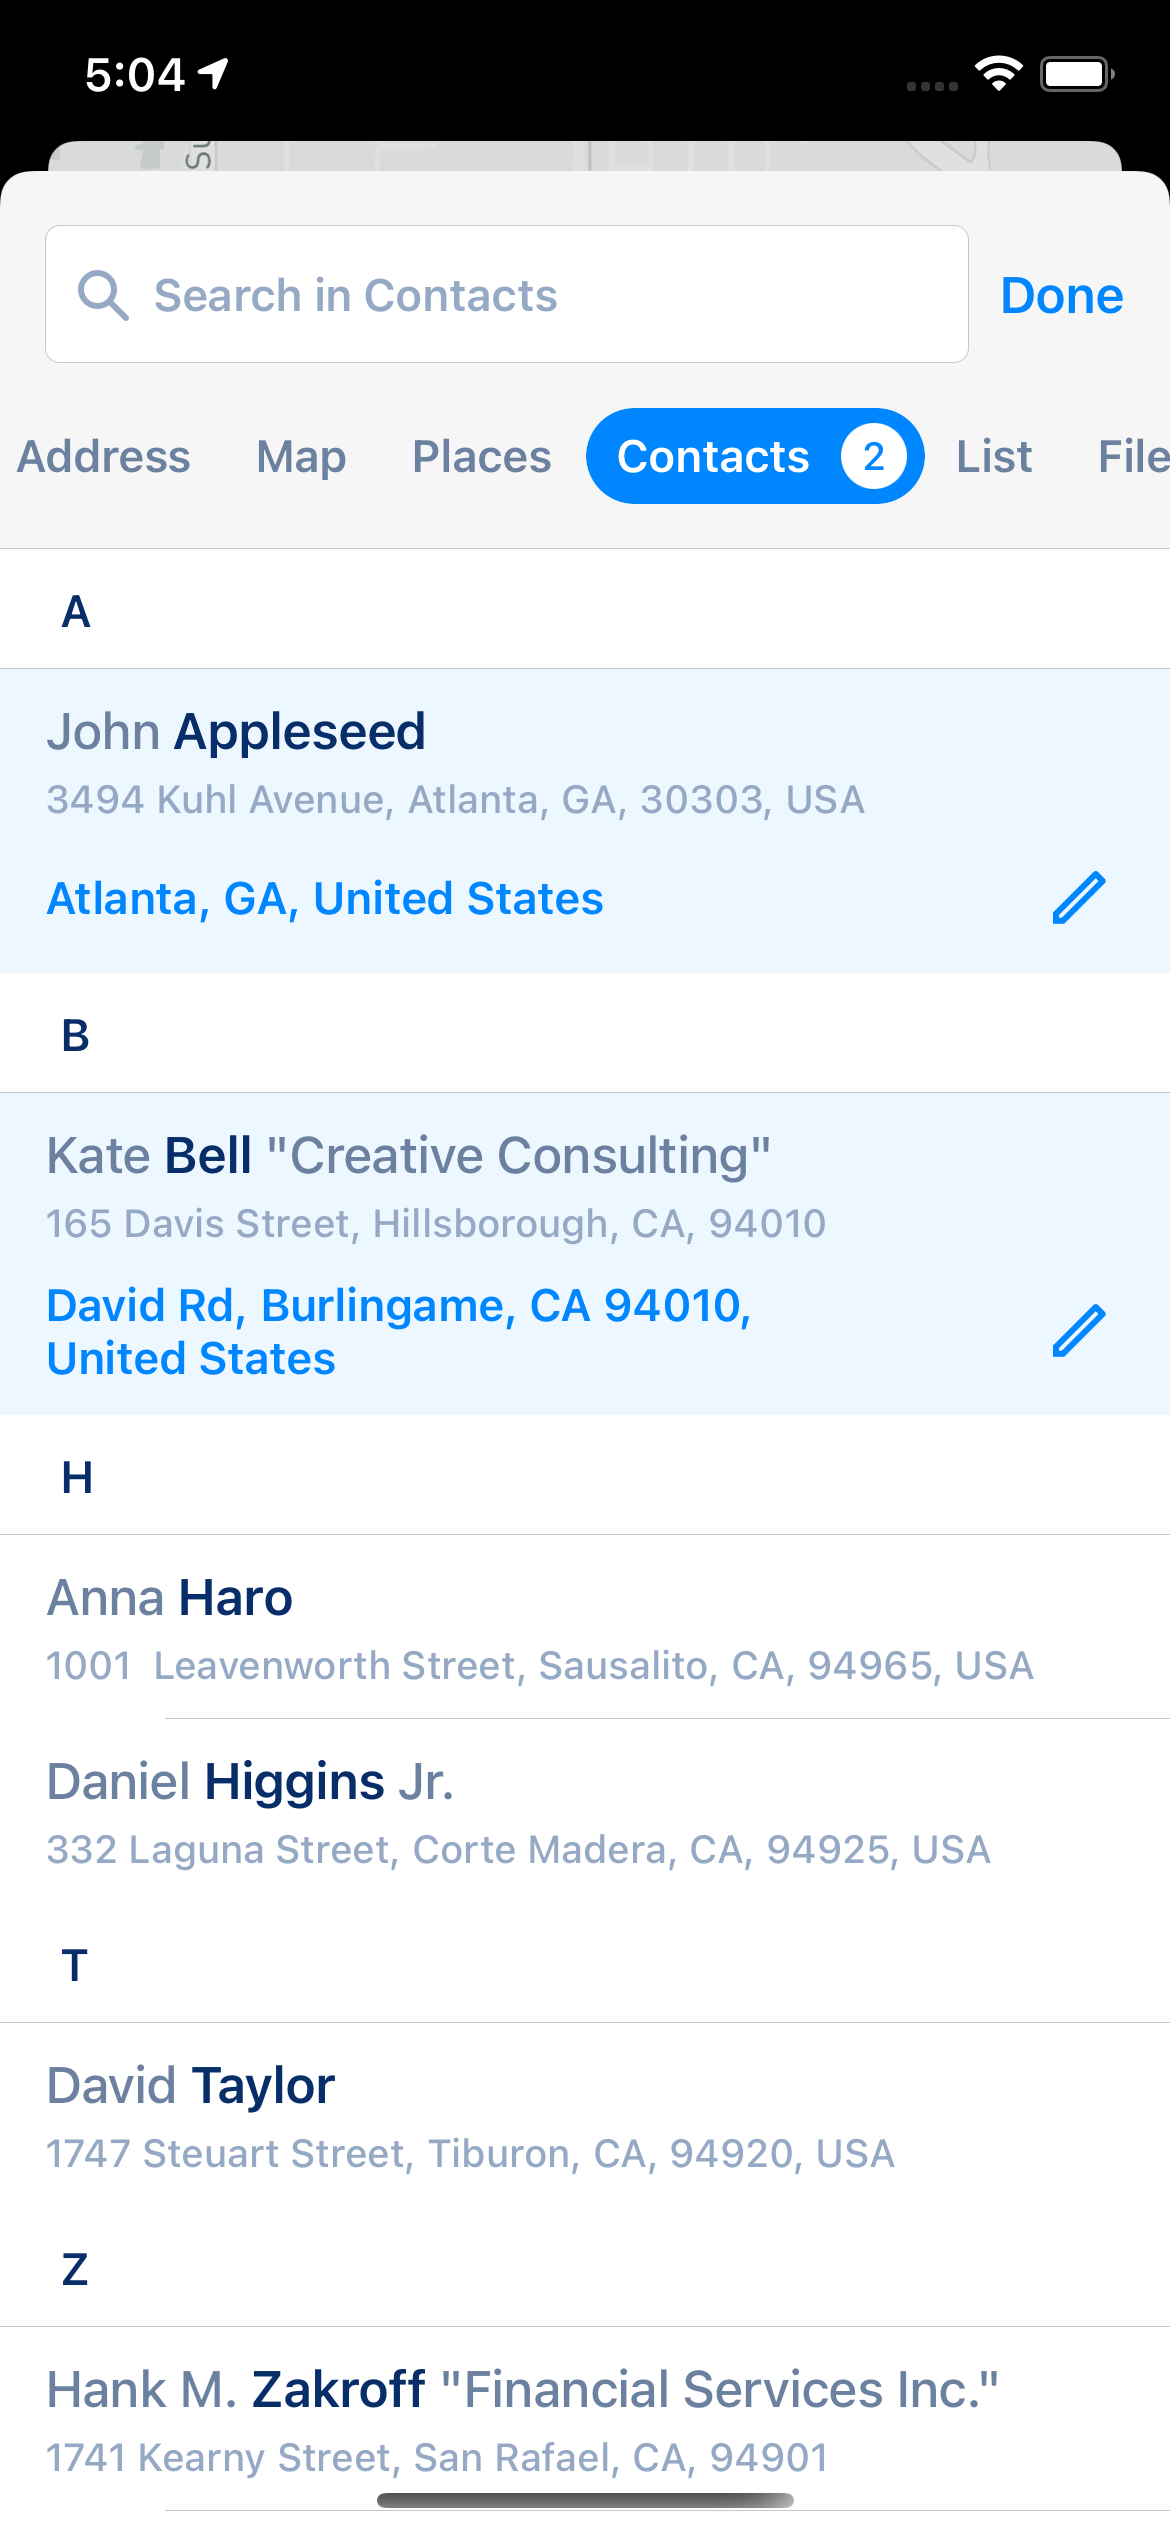 5:04
Su
Search in Contacts
Done
Address Map Places Contacts 2 List File
A
John Appleseed
3494 Kuhl Avenue, Atlanta, GA, 30303, USA
Atlanta, GA, United States
B
Kate Bell "Creative Consulting"
165 Davis Street, Hillsborough, CA, 94010
David Rd, Burlingame, CA 94010,
United States
H
Anna Haro
1001  Leavenworth Street, Sausalito, CA, 94965, USA
Daniel Higgins Jr.
332 Laguna Street, Corte Madera, CA, 94925, USA
T
David Taylor
1747 Steuart Street, Tiburon, CA, 94920, USA
Z
Hank M. Zakroff "Financial Services Inc."
1741 Kearny Street, San Rafael, CA, 94901